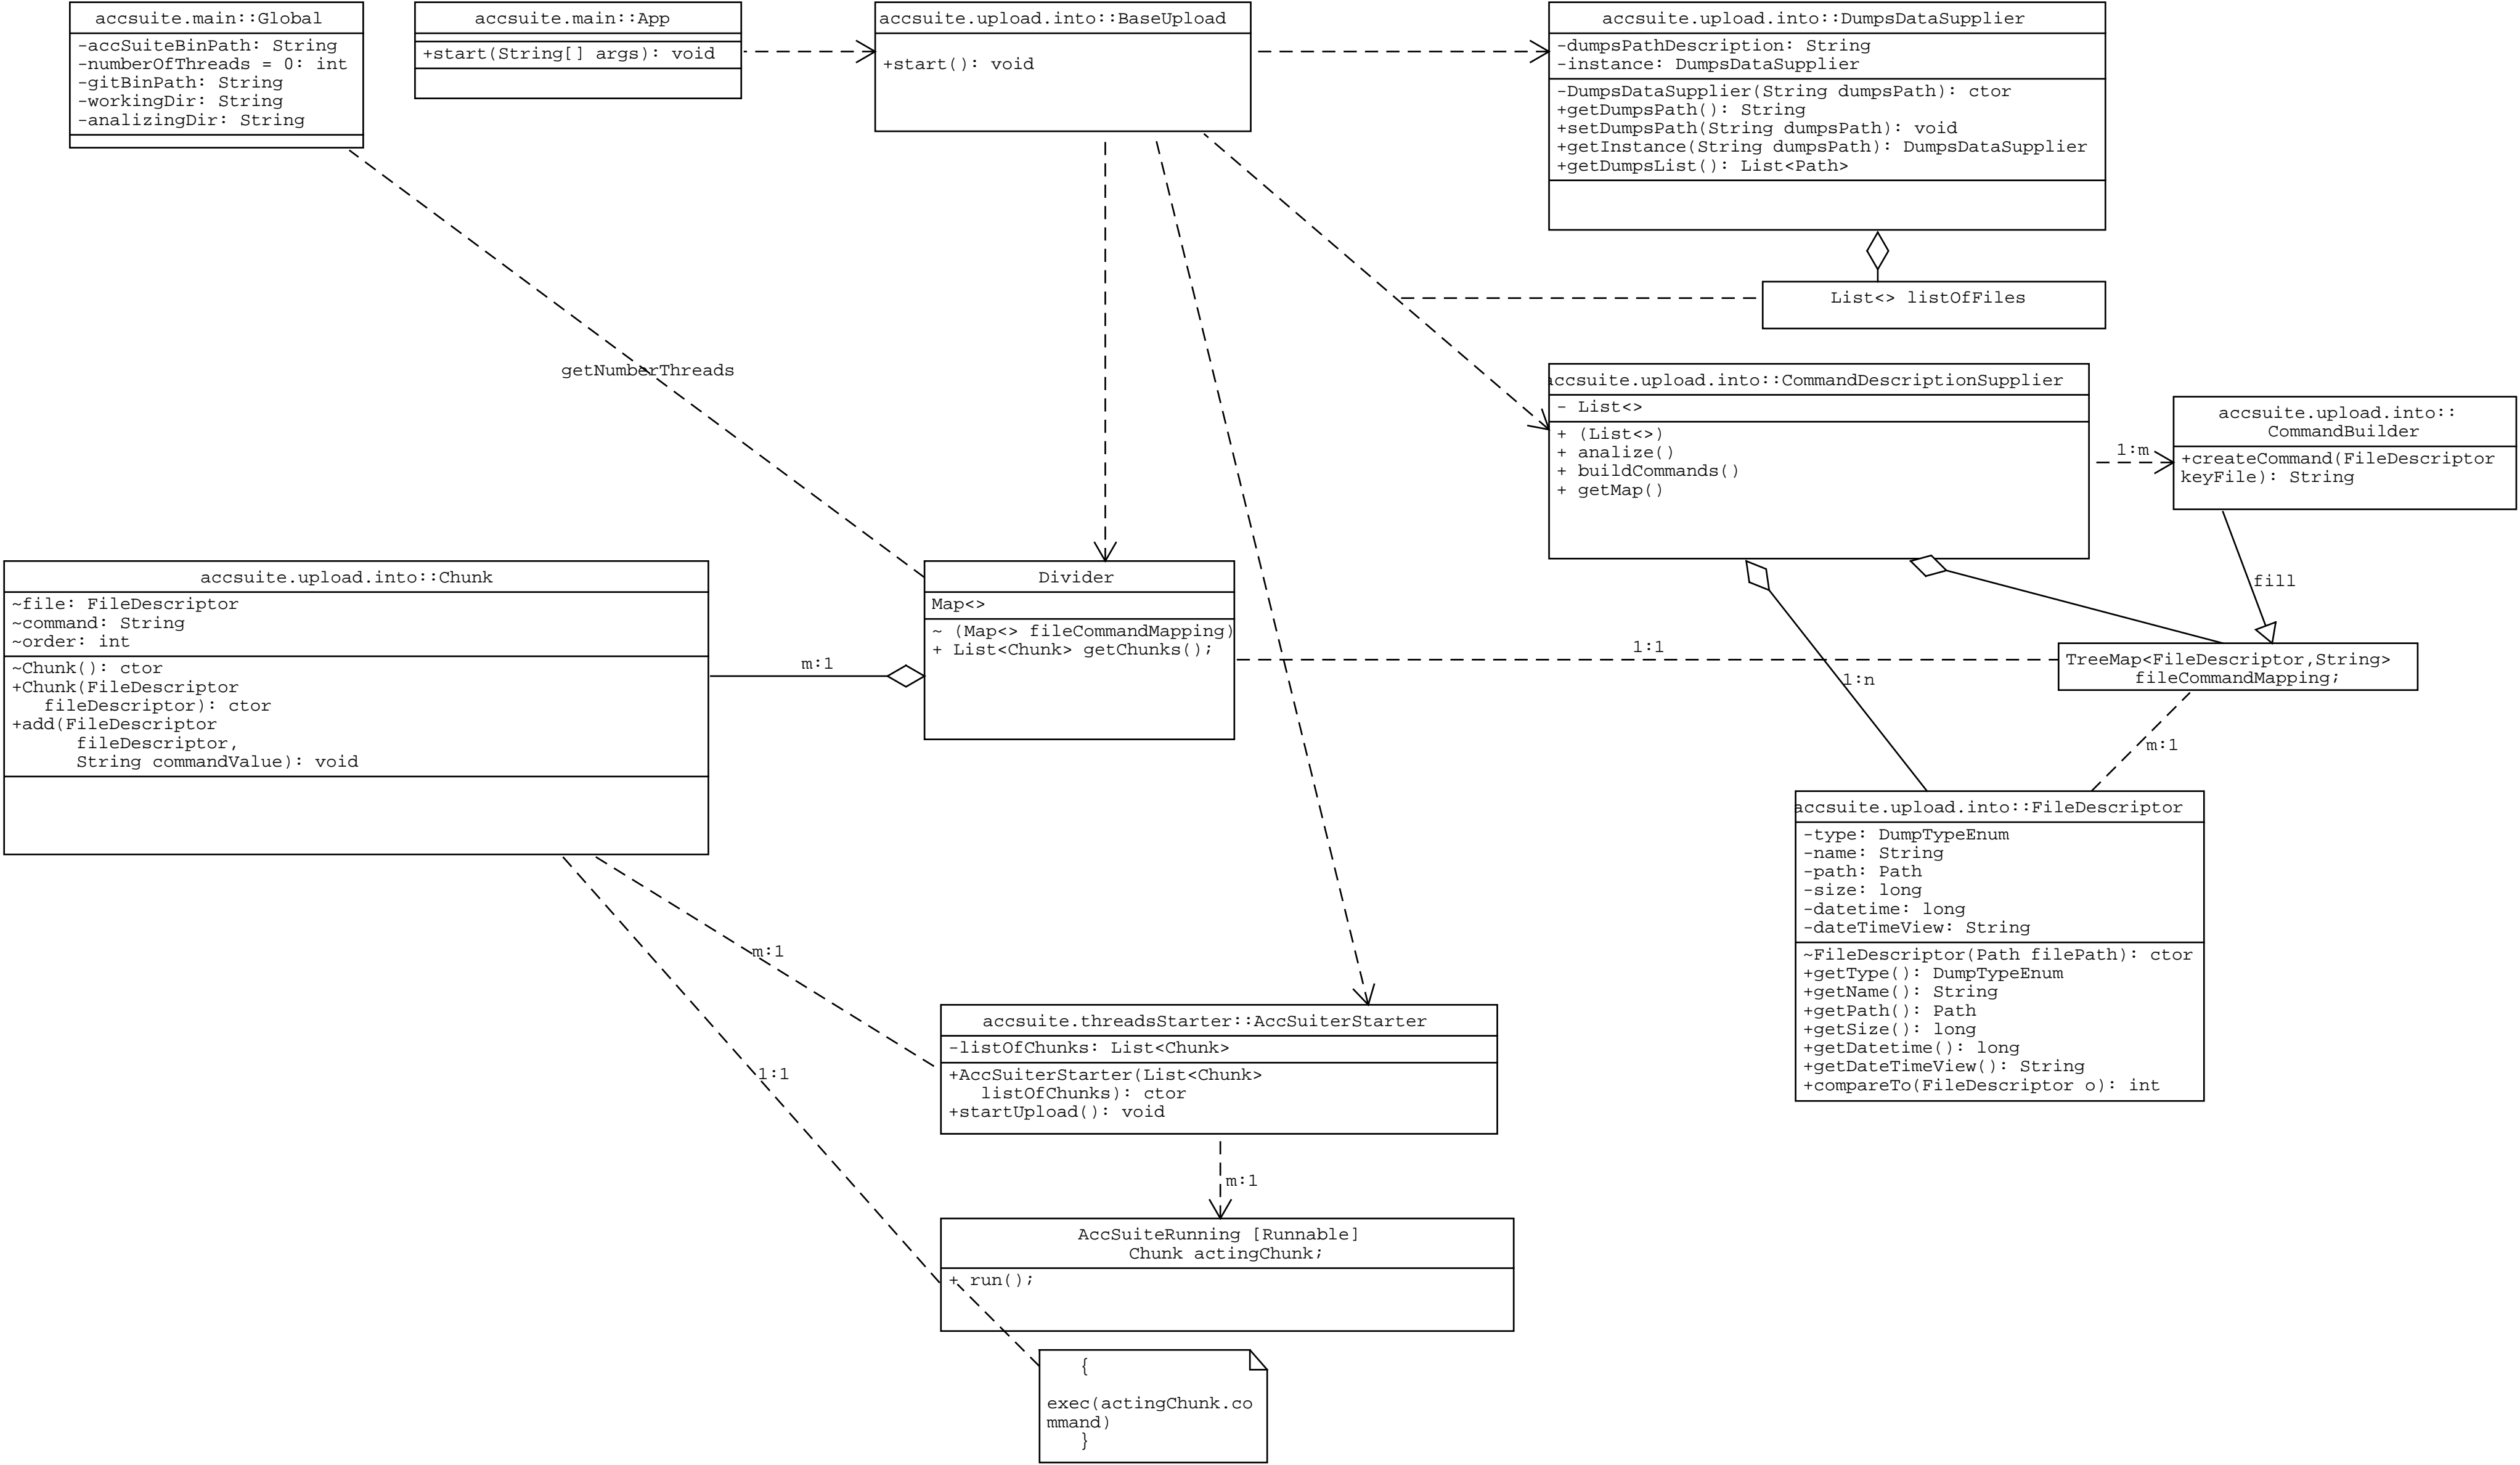 accsuite.main::Global
-accSuiteBinPath: String
-numberOfThreads = 0: int
-gitBinPath: String
-workingDir: String
-analizingDir: String
accsuite.main::App
+start(String[] args): void
accsuite.upload.into::BaseUpload
+start(): void
accsuite.upload.into::DumpsDataSupplier
-dumpsPathDescription: String
-instance: DumpsDataSupplier
-DumpsDataSupplier(String dumpsPath): ctor
+getDumpsPath(): String
+setDumpsPath(String dumpsPath): void
+getInstance(String dumpsPath): DumpsDataSupplier
+getDumpsList(): List<Path>
List<> listOfFiles
getNumberThreads
accsuite.upload.into::CommandDescriptionSupplier
- List<>
+ (List<>)
+ analize()
+ buildCommands()
+ getMap()
1:m
accsuite.upload.into::
CommandBuilder
+createCommand(FileDescriptor
keyFile): String
fill
accsuite.upload.into::Chunk
~file: FileDescriptor
~command: String
~order: int
~Chunk(): ctor
+Chunk(FileDescriptor
fileDescriptor): ctor
+add(FileDescriptor
fileDescriptor,
String commandValue): void
m:1
Divider
Map<>
~ (Map<> fileCommandMapping)
+ List<Chunk> getChunks();
1:1
1:n
TreeMap<FileDescriptor,String>
fileCommandMapping;
m:1
accsuite.upload.into::FileDescriptor
-type: DumpTypeEnum
-name: String
-path: Path
-size: long
-datetime: long
-dateTimeView: String
~FileDescriptor(Path filePath): ctor
+getType(): DumpTypeEnum
+getName(): String
+getPath(): Path
+getSize(): long
+getDatetime(): long
+getDateTimeView(): String
+compareTo(FileDescriptor o): int
m:1
1:1
accsuite.threadsStarter::AccSuiterStarter
-listOfChunks: List<Chunk>
+AccSuiterStarter(List<Chunk>
listOfChunks): ctor
+startUpload(): void
m:1
AccSuiteRunning [Runnable]
Chunk actingChunk;
+ run();
{
exec(actingChunk.co
mmand)
}